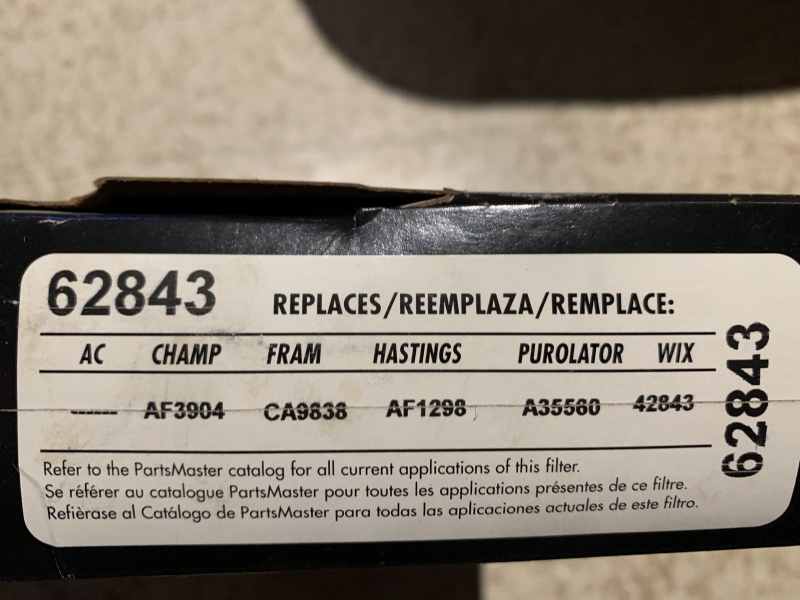 62843 REPLACES/REEMPLAZA/REMPLACE:
AC CHAMP FRAM HASTINGS PUROLATOR WIX
------ AF3904 CA9838 AF1298 A35560 42843
62843
Refer to the PartsMaster catalog for all current applications of this filter.
Se référer au catalogue PartsMaster pour toutes les applications présentes de ce filtre.
Refièrase al Catálogo de PartsMaster para todas las aplicaciones actuales de este filtro.